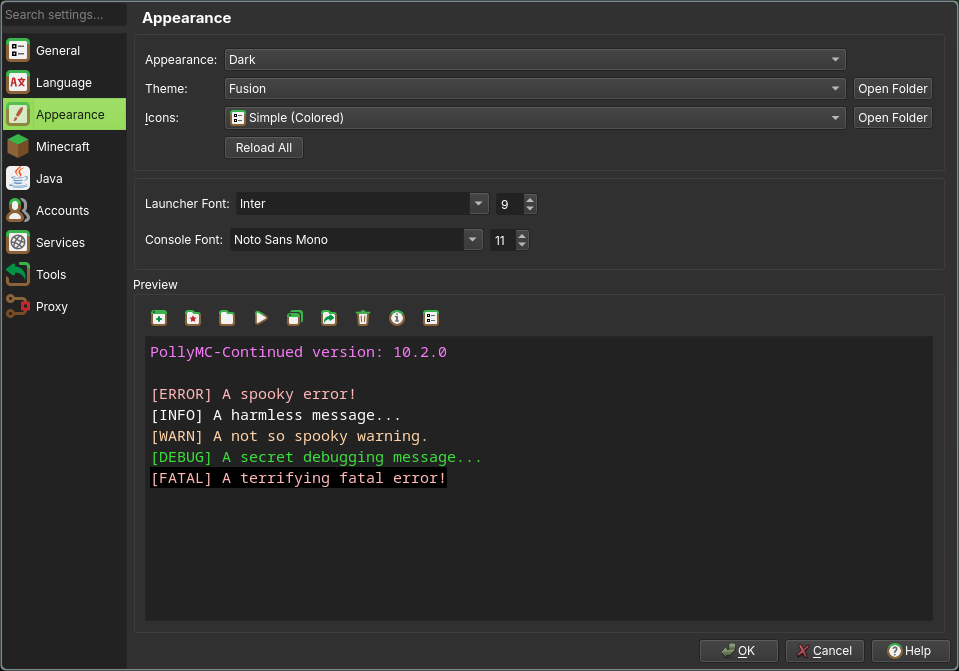 Search settings...
General
Language
Appearance
Minecraft
Java
Accounts
Services
Tools
Proxy
Appearance
Appearance: Dark
Theme: Fusion Open Folder
Icons: Simple (Colored) Open Folder
Reload All
Launcher Font: Inter 9
Console Font: Noto Sans Mono 11
Preview
PollyMC-Continued version: 10.2.0
[ERROR] A spooky error!
[INFO] A harmless message...
[WARN] A not so spooky warning.
[DEBUG] A secret debugging message...
[FATAL] A terrifying fatal error!
OK Cancel Help